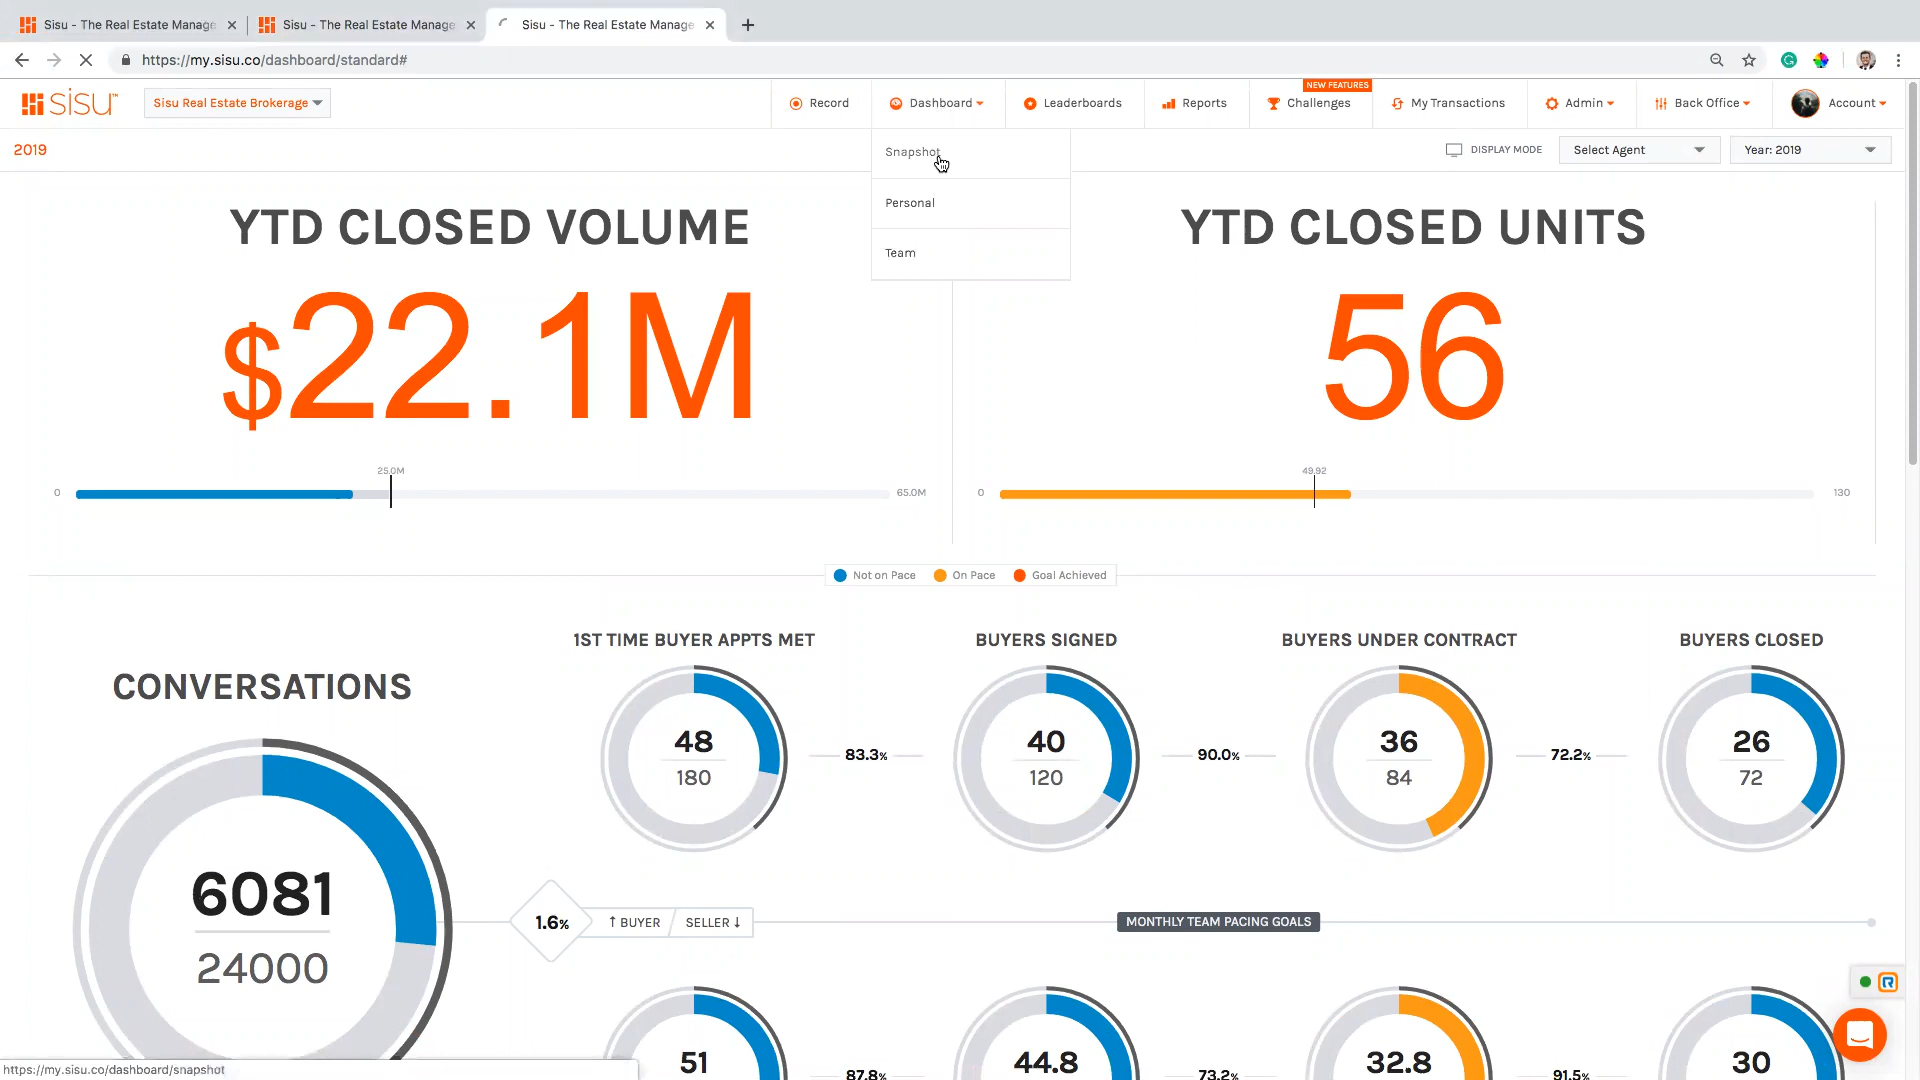 Sisu - The Real Estate Manage
Sisu - The Real Estate Manage
Sisu - The Real Estate Manage
https://my.sisu.co/dashboard/standard#
sisu™
Sisu Real Estate Brokerage
Record
Dashboard
Leaderboards
Reports
NEW FEATURES
Challenges
My Transactions
Admin
Back Office
Account
2019
Snapshot
Personal
Team
DISPLAY MODE
Select Agent
Year: 2019
YTD CLOSED VOLUME
$22.1M
0
25.0M
65.0M
YTD CLOSED UNITS
56
0
49.92
130
Not on Pace
On Pace
Goal Achieved
CONVERSATIONS
6081
24000
1ST TIME BUYER APPTS MET
48
180
83.3%
BUYERS SIGNED
40
120
90.0%
BUYERS UNDER CONTRACT
36
84
72.2%
BUYERS CLOSED
26
72
1.6%
↑ BUYER
SELLER ↓
MONTHLY TEAM PACING GOALS
51
87.8%
44.8
73.2%
32.8
91.5%
30
https://my.sisu.co/dashboard/snapshot